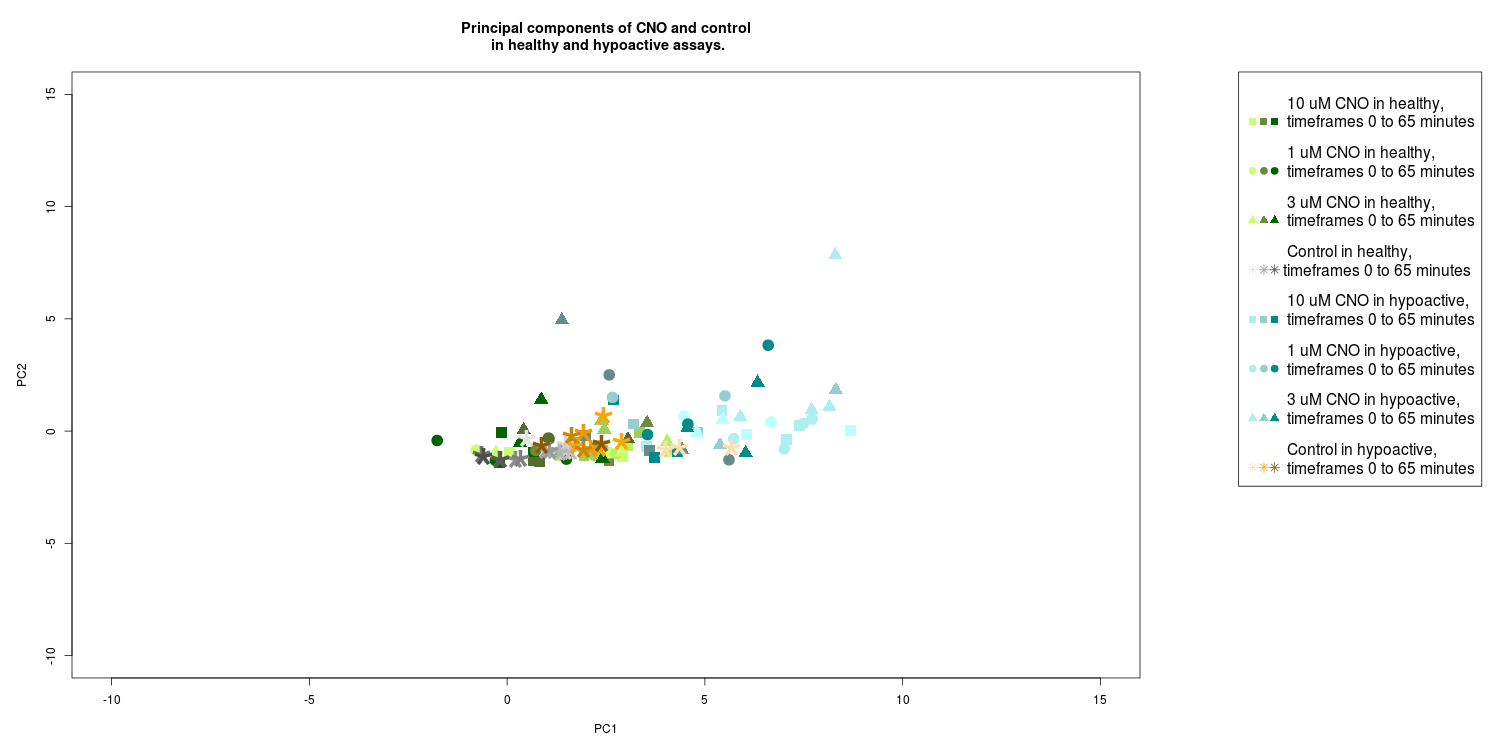 Principal components of CNO and control
in healthy and hypoactive assays.
15
10
5
0
-5
-10
PC2
-10
-5
0
5
10
15
PC1
10 uM CNO in healthy,
timeframes 0 to 65 minutes
1 uM CNO in healthy,
timeframes 0 to 65 minutes
3 uM CNO in healthy,
timeframes 0 to 65 minutes
Control in healthy,
timeframes 0 to 65 minutes
10 uM CNO in hypoactive,
timeframes 0 to 65 minutes
1 uM CNO in hypoactive,
timeframes 0 to 65 minutes
3 uM CNO in hypoactive,
timeframes 0 to 65 minutes
Control in hypoactive,
timeframes 0 to 65 minutes